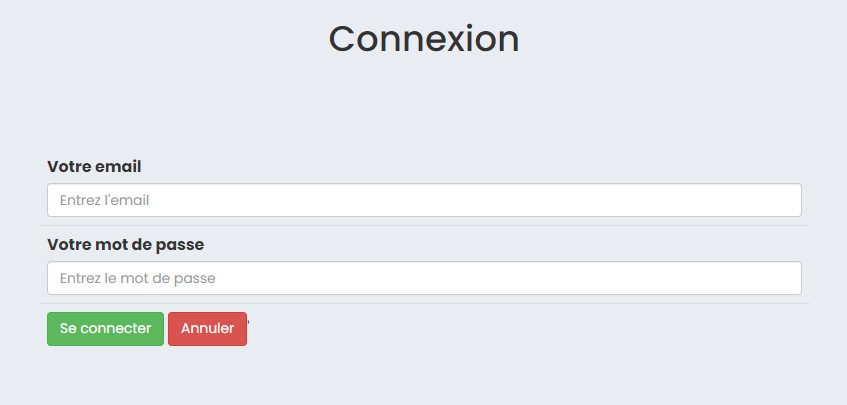 Connexion
Votre email
Entrez l'email
Votre mot de passe
Entrez le mot de passe
Se connecter Annuler '